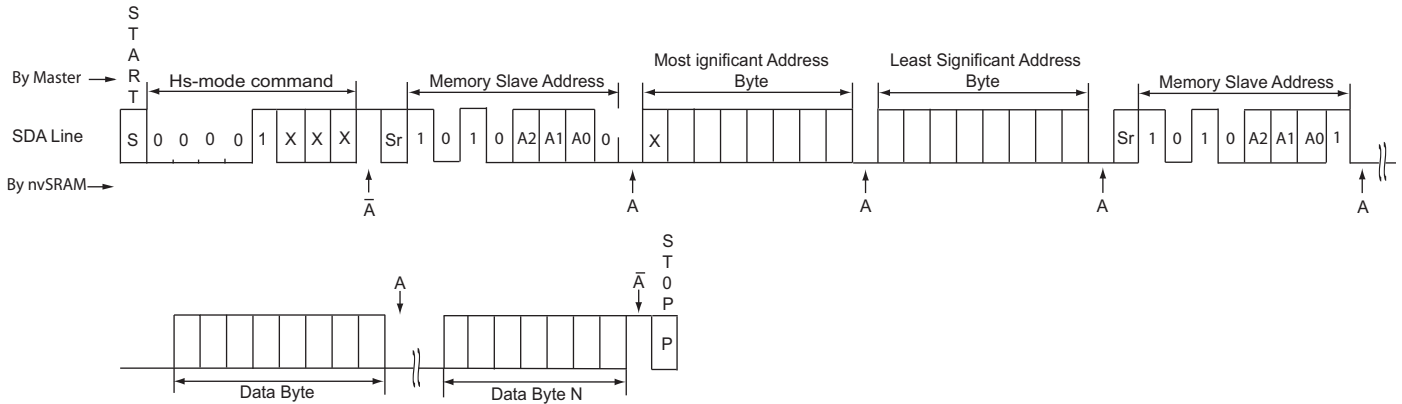 START
By Master
Hs-mode command
Memory Slave Address
Most ignificant Address
Byte
Least Significant Address
Byte
Memory Slave Address
SDA Line
S 0 0 0 0 1 X X X Sr 1 0 1 0 A2 A1 A0 0 X Sr 1 0 1 0 A2 A1 A0 1
By nvSRAM
Ā A A A A
A Ā
ST0P
P
Data Byte
Data Byte N